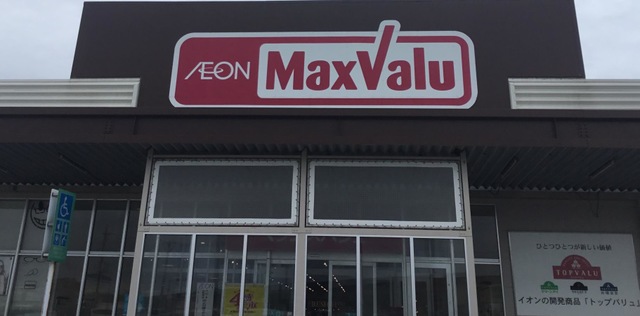 ÆON MaxValu
ひとつひとつが新しい価値
TOPVALU
イオンの開発商品「トップバリュ」